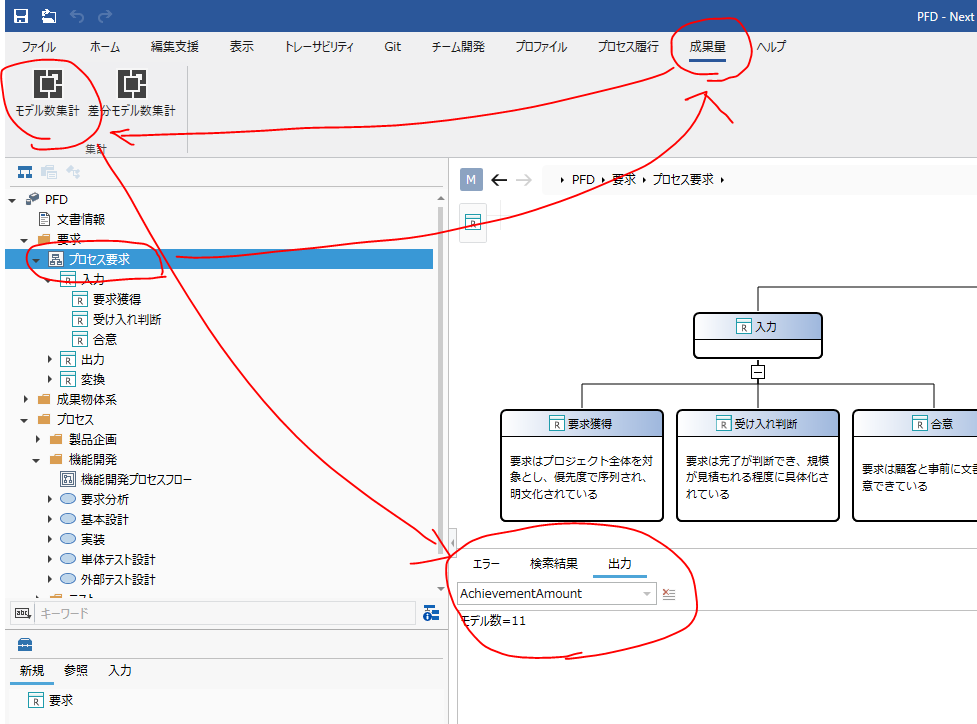 PFD - Next
ファイル ホーム 編集支援 表示 トレーサビリティ Git チーム開発 プロファイル プロセス履行 成果量 ヘルプ
モデル数集計 差分モデル数集計
集計
M PFD 要求 プロセス要求
R
PFD
文書情報
要求
プロセス要求
R 入力
R 要求獲得
R 受け入れ判断
R 合意
R 出力
R 変換
成果物体系
プロセス
製品企画
機能開発
機能開発プロセスフロー
要求分析
基本設計
実装
単体テスト設計
外部テスト設計
テスト
abc キーワード
新規 参照 入力
R 要求
R 入力
R 要求獲得
要求はプロジェクト全体を対
象とし、優先度で序列され、
明文化されている
R 受け入れ判断
要求は完了が判断でき、規模
が見積もれる程度に具体化さ
れている
R 合意
要求は顧客と事前に文書
意できている
エラー 検索結果 出力
AchievementAmount
モデル数=11